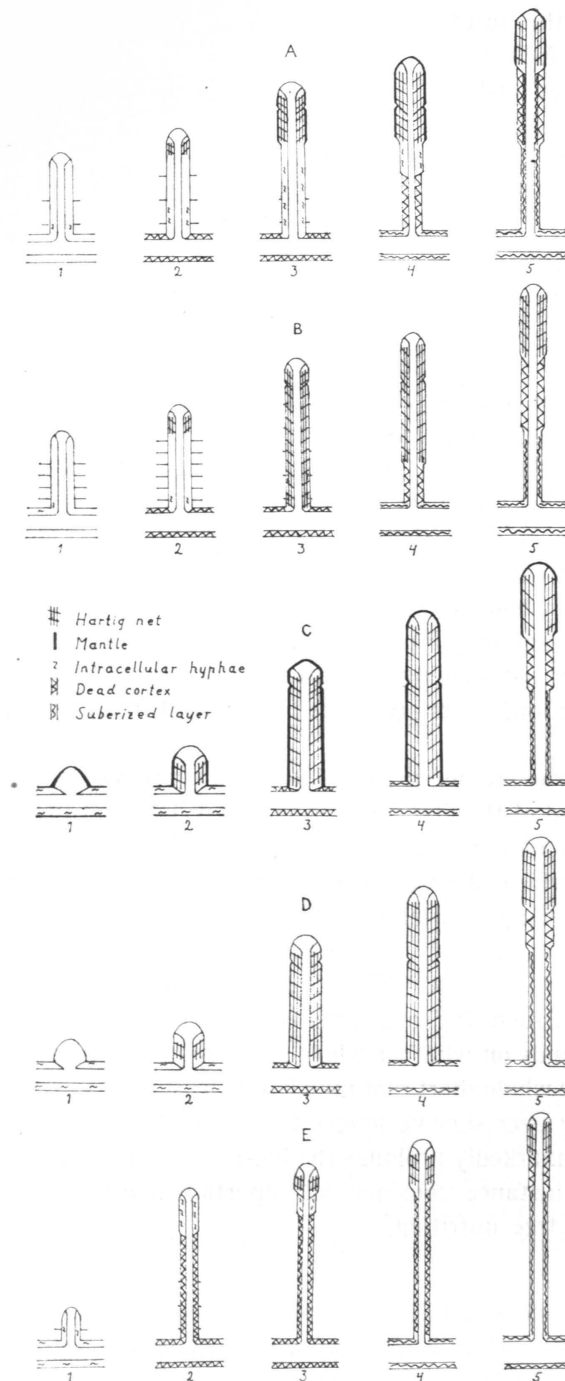 A
1 2 3 4 5
B
1 2 3 4 5
Hartig net
Mantle
Intracellular hyphae
Dead cortex
Suberized layer
C
1 2 3 4 5
D
1 2 3 4 5
E
1 2 3 4 5